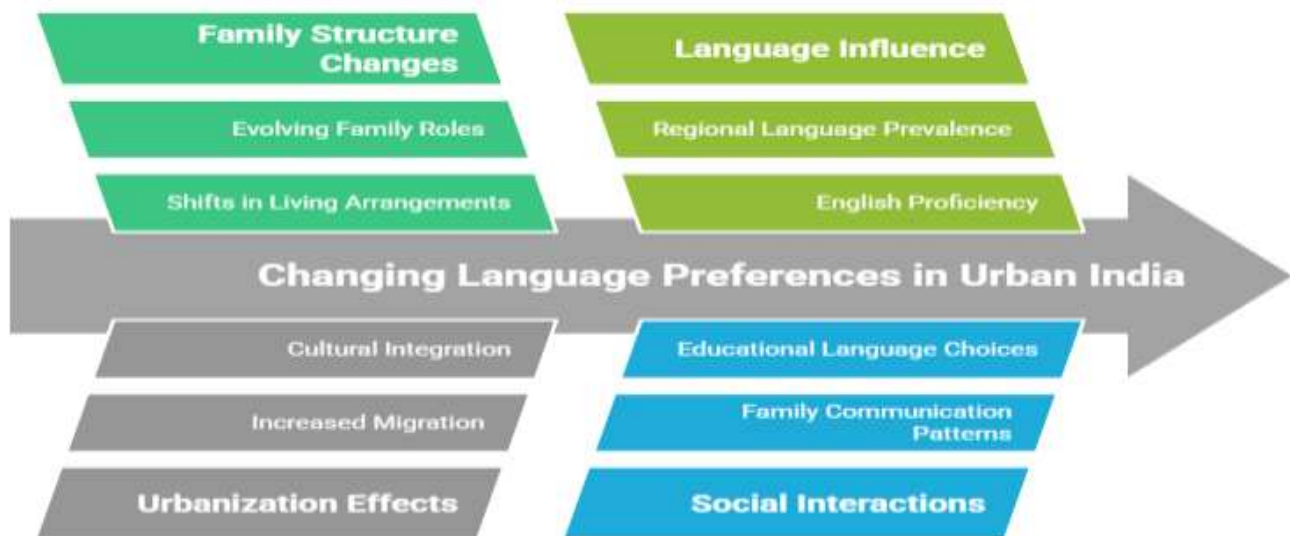 Family Structure
Changes
Evolving Family Roles
Shifts in Living Arrangements
Language Influence
Regional Language Prevalence
English Proficiency
Changing Language Preferences in Urban India
Cultural Integration
Increased Migration
Urbanization Effects
Educational Language Choices
Family Communication
Patterns
Social Interactions